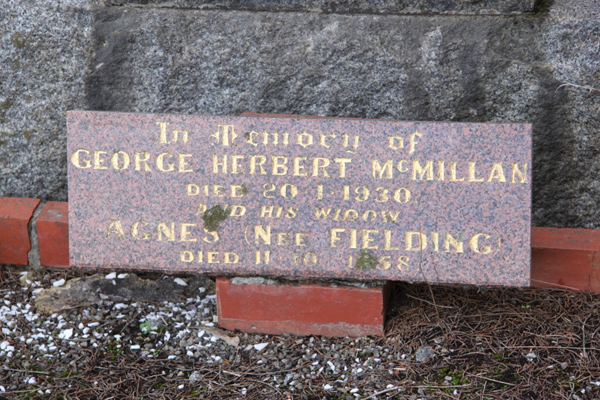 In Memory of
GEORGE HERBERT McMILLAN
DIED 20·1·1930
AND HIS WIDOW
AGNES (NEE FIELDING)
DIED 11 10